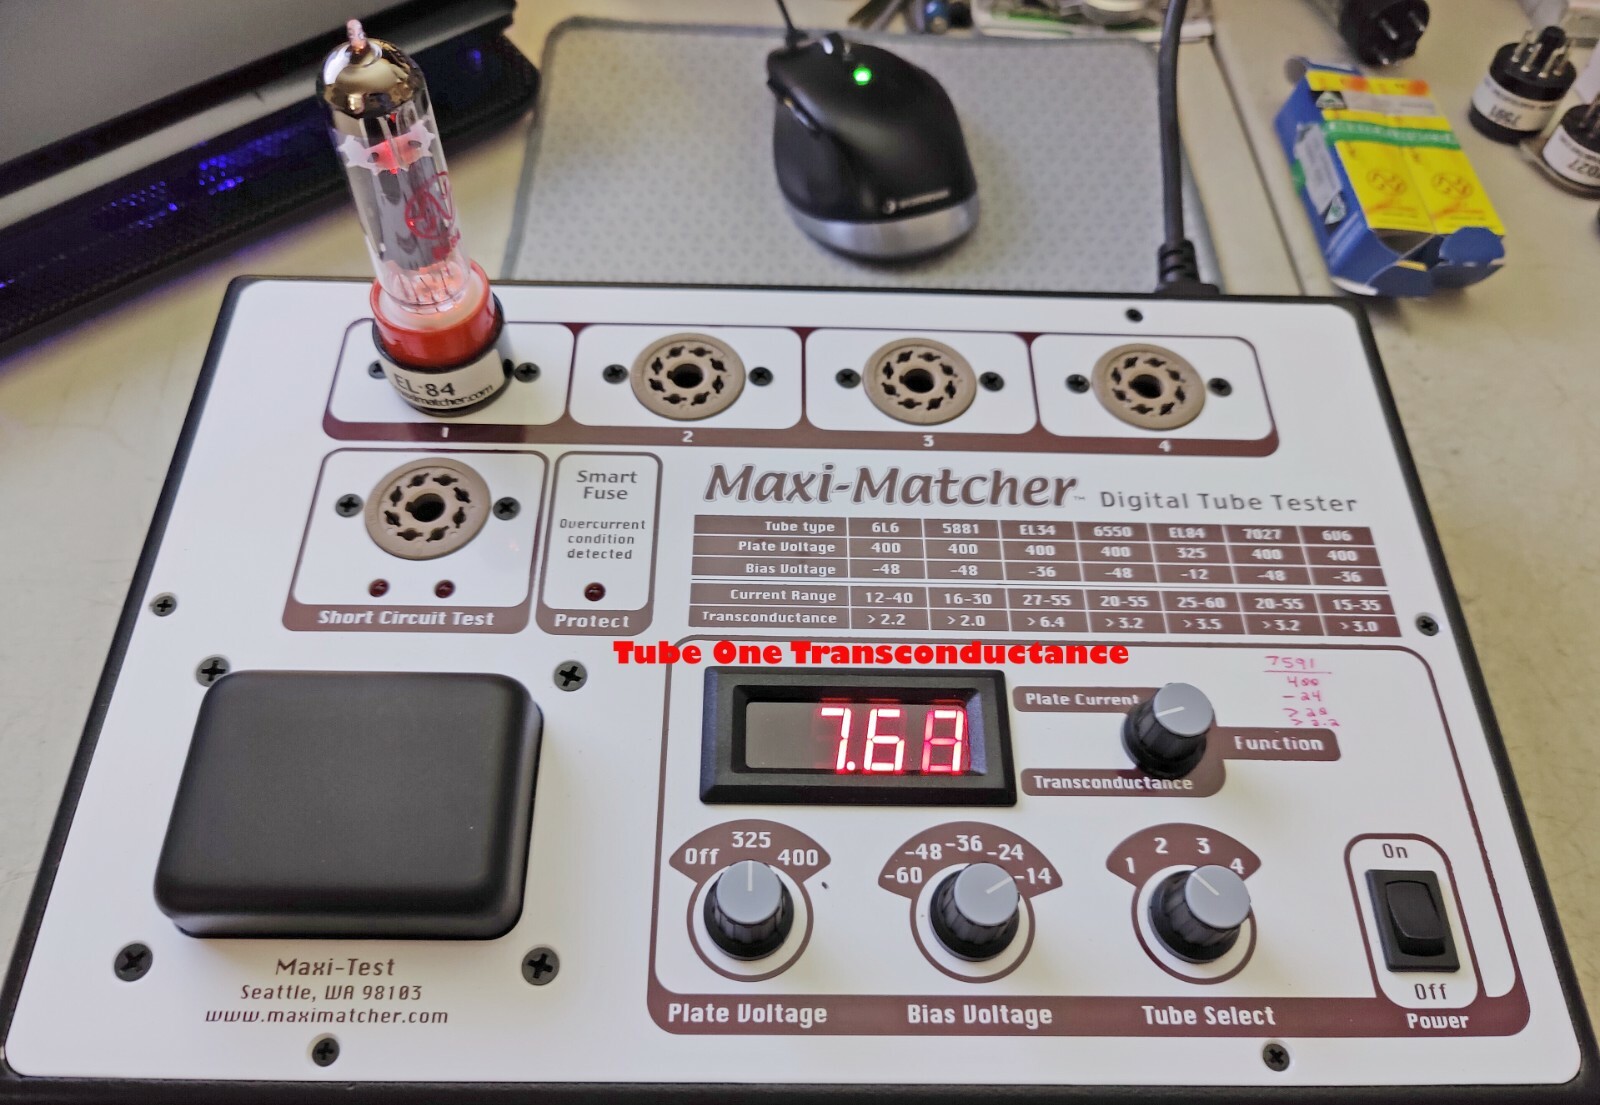 EL-84
maximatcher.com
1
2
3
4
Smart
Fuse
Overcurrent
condition
detected
Protect
Short Circuit Test
Maxi-Matcher™ Digital Tube Tester
Tube type 6L6 5881 EL34 6550 EL84 7027 6V6
Plate Voltage 400 400 400 400 325 400 400
Bias Voltage -48 -48 -36 -48 -12 -48 -36
Current Range 12-40 16-30 27-55 20-55 25-60 20-55 15-35
Transconductance >2.2 >2.0 >6.4 >3.2 >3.5 >3.2 >3.0
Tube One Transconductance
7.67
Plate Current
Function
Transconductance
7591
400
-24
Off 325 400
Plate Voltage
-60 -48 -36 -24 -14
Bias Voltage
1 2 3 4
Tube Select
On
Off
Power
Maxi-Test
Seattle, WA 98103
www.maximatcher.com
7591
7027